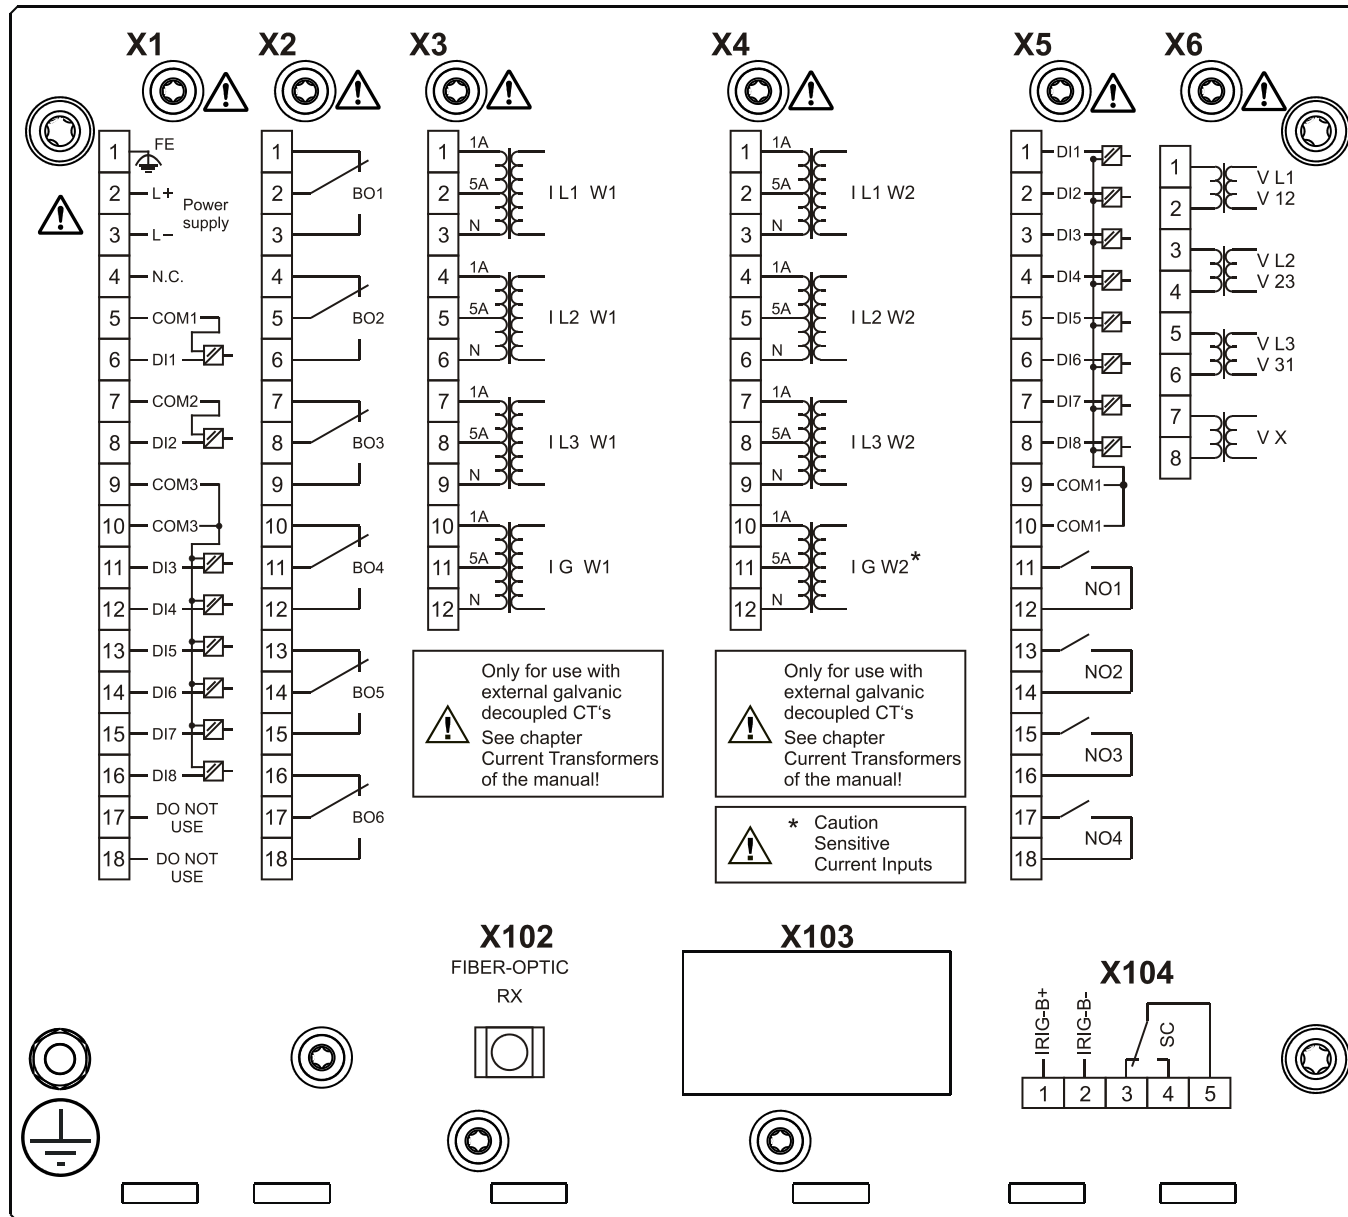 X1
X2
X3
X4
X5
X6
1
FE
2
L+
Power
supply
3
L–
4
N.C.
5
COM1
6
DI1
7
COM2
8
DI2
9
COM3
10
COM3
11
DI3
12
DI4
13
DI5
14
DI6
15
DI7
16
DI8
17
DO NOT
USE
18
DO NOT
USE
1
2
BO1
3
4
5
BO2
6
7
8
BO3
9
10
11
BO4
12
13
14
BO5
15
16
17
BO6
18
1
1A
2
5A
I L1 W1
3
N
4
1A
5
5A
I L2 W1
6
N
7
1A
8
5A
I L3 W1
9
N
10
1A
11
5A
I G W1
12
N
Only for use with
external galvanic
decoupled CT‘s
See chapter
Current Transformers
of the manual!
1
1A
2
5A
I L1 W2
3
N
4
1A
5
5A
I L2 W2
6
N
7
1A
8
5A
I L3 W2
9
N
10
1A
11
5A
I G W2*
12
N
Only for use with
external galvanic
decoupled CT‘s
See chapter
Current Transformers
of the manual!
* Caution
Sensitive
Current Inputs
1
DI1
2
DI2
3
DI3
4
DI4
5
DI5
6
DI6
7
DI7
8
DI8
9
COM1
10
COM1
11
NO1
12
13
NO2
14
15
NO3
16
17
NO4
18
1
V L1
V 12
2
3
V L2
V 23
4
5
V L3
V 31
6
7
V X
8
X102
FIBER-OPTIC
RX
X103
X104
IRIG-B+
IRIG-B-
SC
1 2 3 4 5